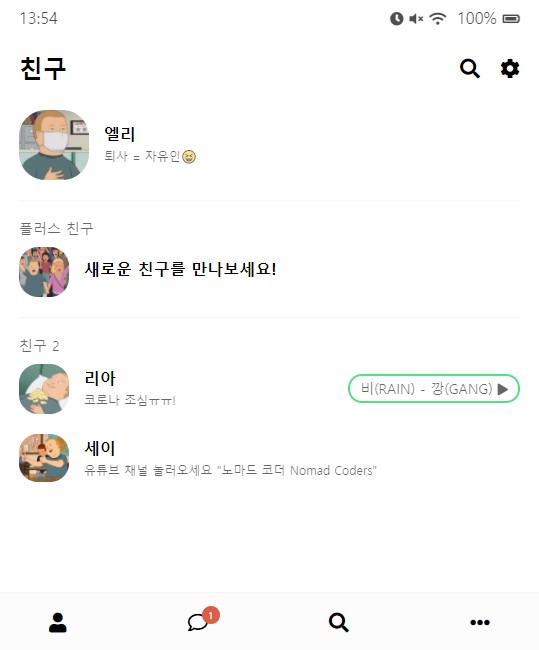 13:54
100%
친구
엘리
퇴사 = 자유인😆
플러스 친구
새로운 친구를 만나보세요!
친구 2
리아
코로나 조심ㅠㅠ!
비(RAIN) - 깡(GANG) ▶
세이
유튜브 채널 놀러오세요 "노마드 코더 Nomad Coders"
1